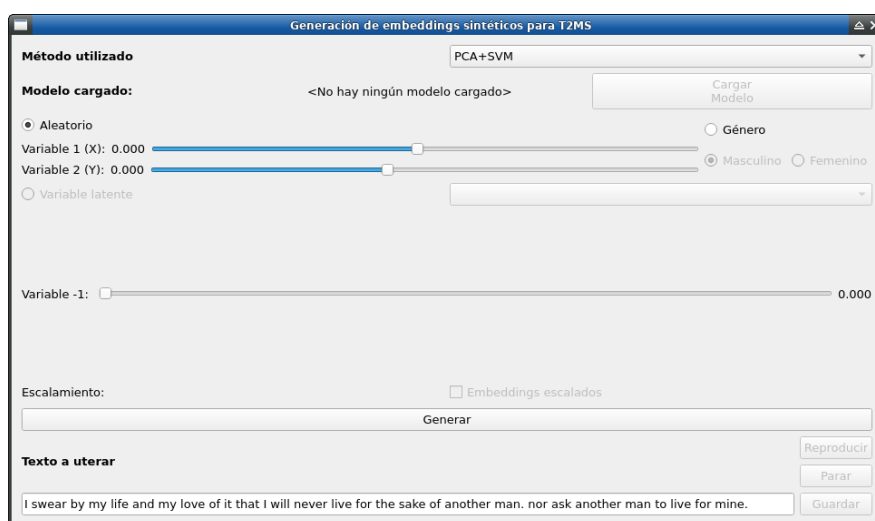 Generación de embeddings sintéticos para T2MS
Método utilizado PCA+SVM
Modelo cargado: <No hay ningún modelo cargado> Cargar
Modelo
Aleatorio
Género
Variable 1 (X): 0.000
Masculino Femenino
Variable 2 (Y): 0.000
Variable latente
Variable -1: 0.000
Escalamiento: Embeddings escalados
Generar
Reproducir
Texto a uterar
Parar
I swear by my life and my love of it that I will never live for the sake of another man. nor ask another man to live for mine. Guardar